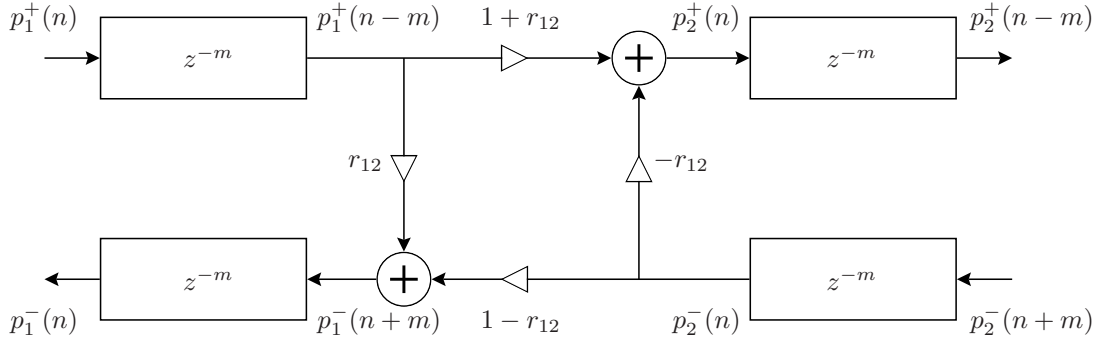 p_1^+(n)
p_1^+(n − m)
1 + r_{12}
p_2^+(n)
p_2^+(n − m)
z^{−m}
z^{−m}
r_{12}
−r_{12}
z^{−m}
z^{−m}
p_1^−(n)
p_1^−(n + m)
1 − r_{12}
p_2^−(n)
p_2^−(n + m)